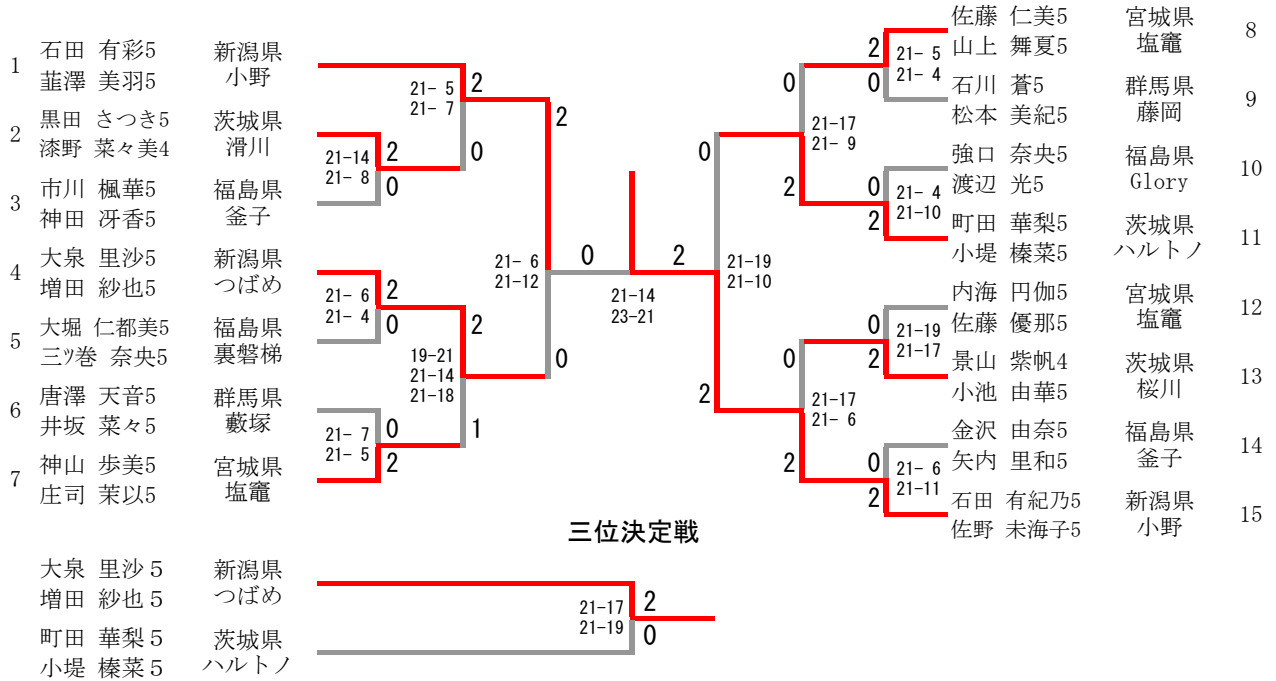 1 石田 有彩5 新潟県
韮澤 美羽5 小野
2 黒田 さつき5 茨城県
漆野 菜々美4 滑川
3 市川 楓華5 福島県
神田 冴香5 釜子
4 大泉 里沙5 新潟県
増田 紗也5 つばめ
5 大堀 仁都美5 福島県
三ツ巻 奈央5 裏磐梯
6 唐澤 天音5 群馬県
井坂 菜々5 藪塚
7 神山 歩美5 宮城県
庄司 茉以5 塩竈
21-14 2
21- 8 0
21- 6 2
21- 4 0
21- 7 0
21- 5 2
21- 5 2
21- 7 0
19-21 2
21-14
21-18 1
2
21- 6
21-12
0
0 2
21-14
23-21
0
21-19
21-10
2
0
21-17
21- 9
2
0
21-17
21- 6
2
2 21- 5
0 21- 4
0 21- 4
2 21-10
0 21-19
2 21-17
0 21- 6
2 21-11
佐藤 仁美5 宮城県 8
山上 舞夏5 塩竈
石川 蒼5 群馬県 9
松本 美紀5 藤岡
強口 奈央5 福島県 10
渡辺 光5 Glory
町田 華梨5 茨城県 11
小堤 榛菜5 ハルトノ
内海 円伽5 宮城県 12
佐藤 優那5 塩竈
景山 紫帆4 茨城県 13
小池 由華5 桜川
金沢 由奈5 福島県 14
矢内 里和5 釜子
石田 有紀乃5 新潟県 15
佐野 未海子5 小野
三位決定戦
大泉 里沙５ 新潟県
増田 紗也５ つばめ
町田 華梨５ 茨城県
小堤 榛菜５ ハルトノ
21-17 2
21-19 0